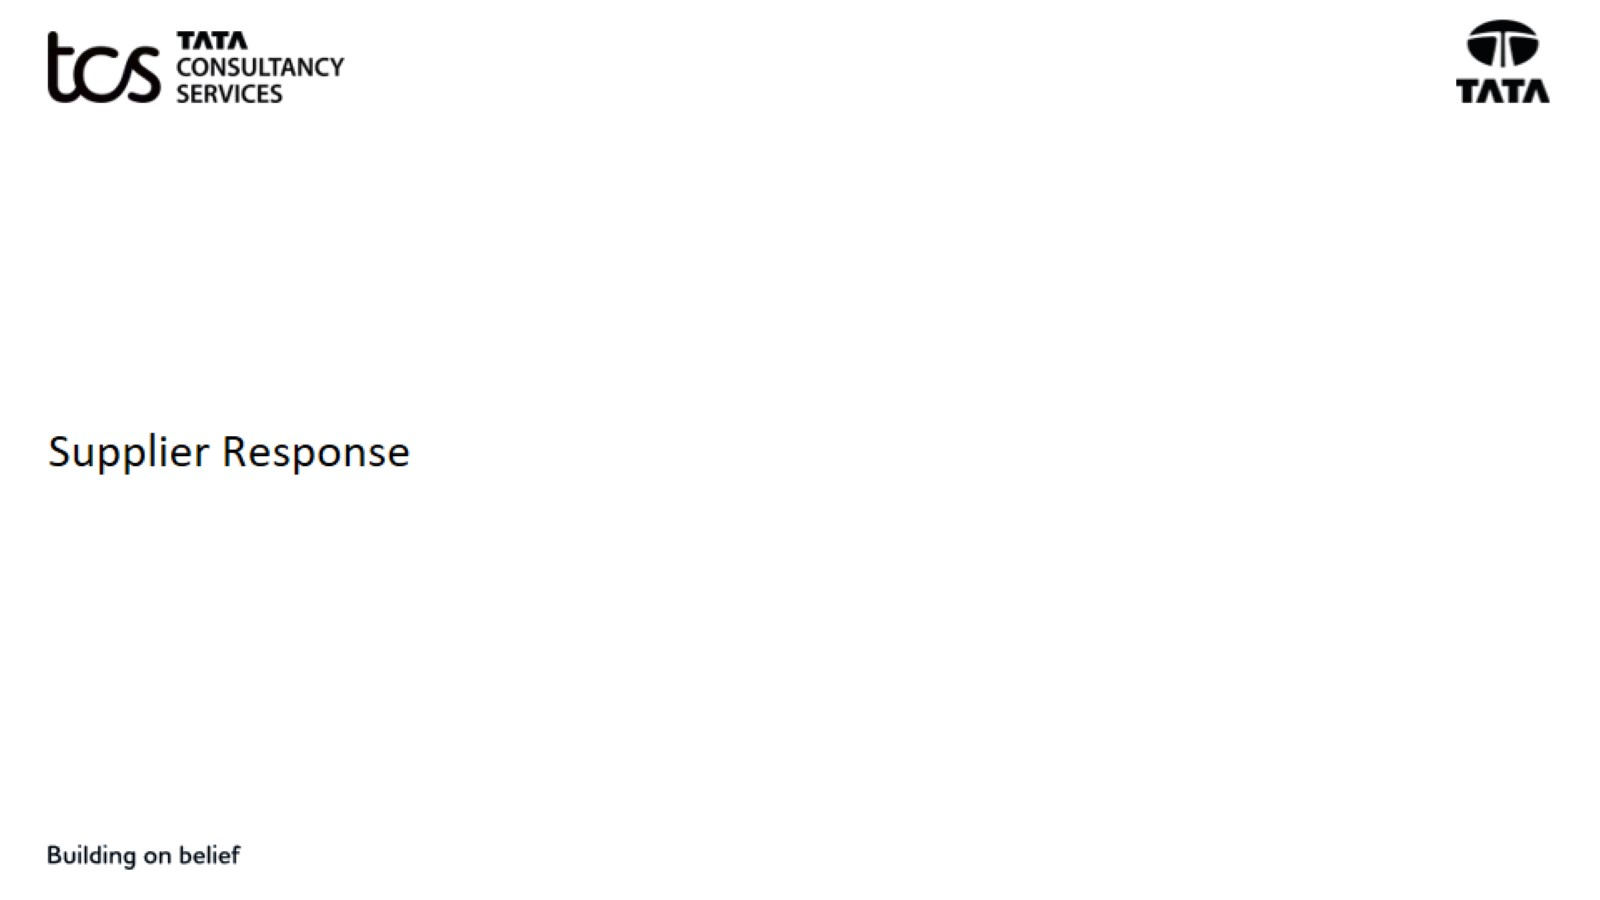 tcs
TATA
CONSULTANCY
SERVICES
TATA
Supplier Response
Building on belief